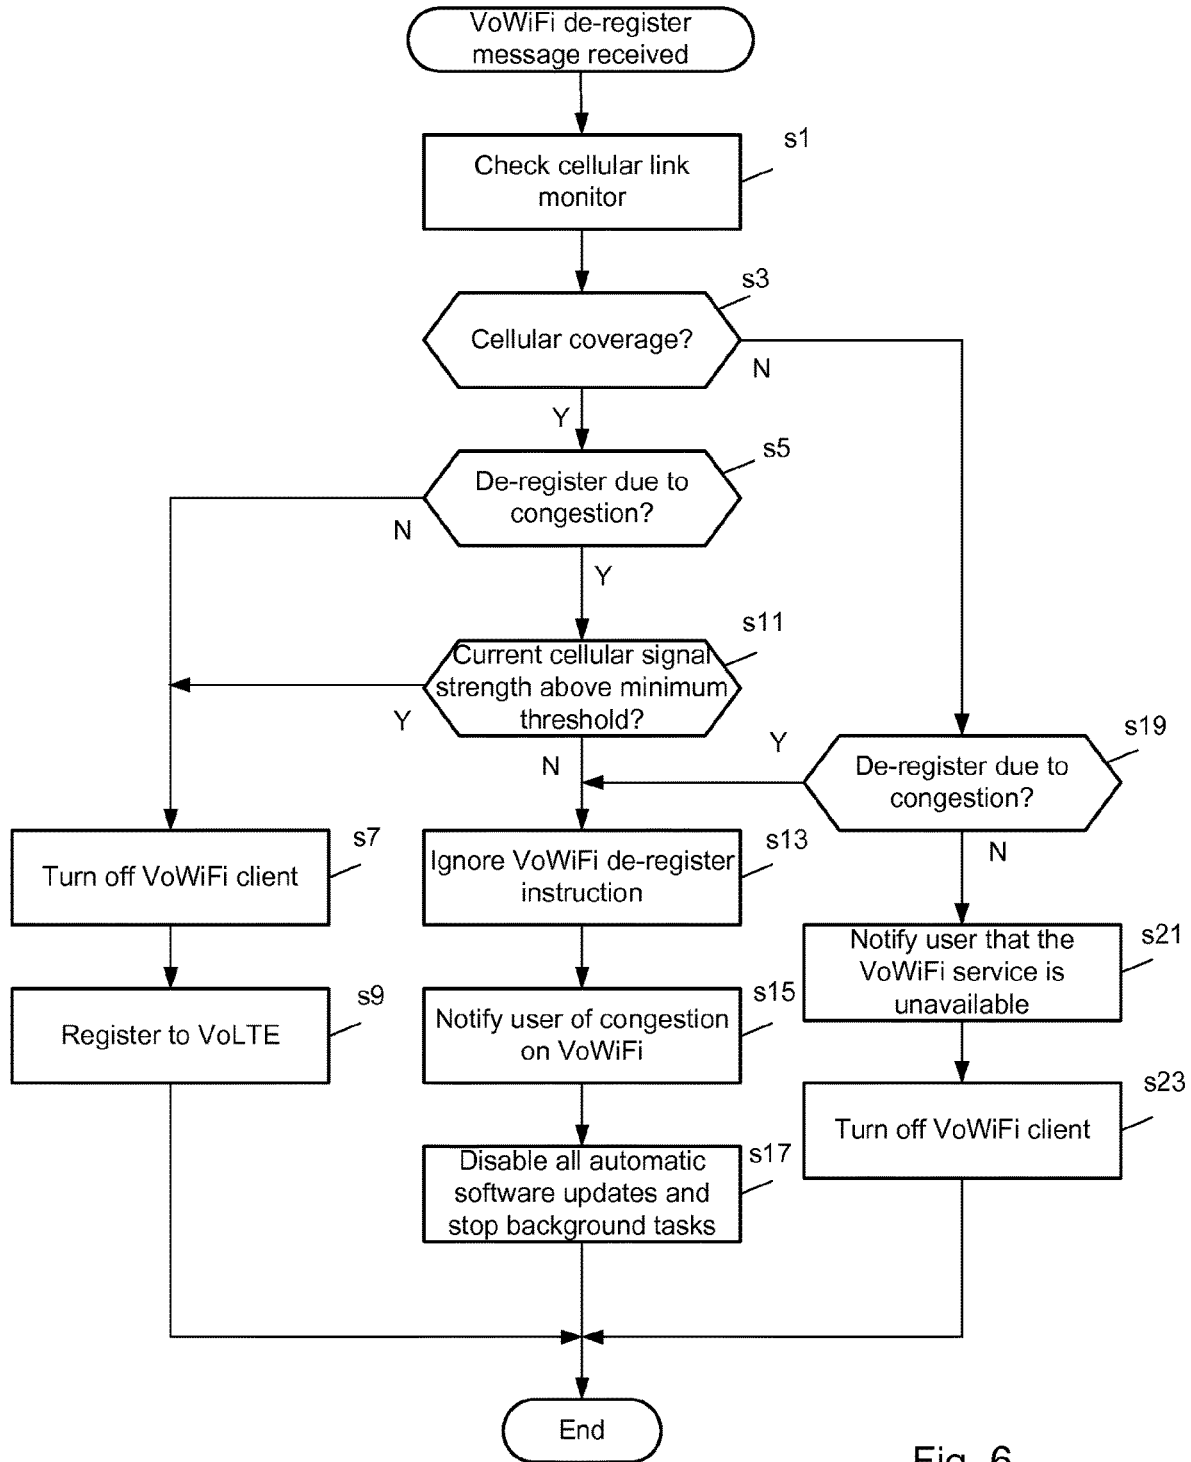 VoWiFi de-register
message received
s1
Check cellular link
monitor
s3
Cellular coverage?
N
Y
s5
De-register due to
congestion?
N
Y
s11
Current cellular signal
strength above minimum
threshold?
Y
N
Y
s19
De-register due to
congestion?
N
s7
Turn off VoWiFi client
s13
Ignore VoWiFi de-register
instruction
s21
Notify user that the
VoWiFi service is
unavailable
s9
Register to VoLTE
s15
Notify user of congestion
on VoWiFi
s23
Turn off VoWiFi client
s17
Disable all automatic
software updates and
stop background tasks
End
Fig. 6